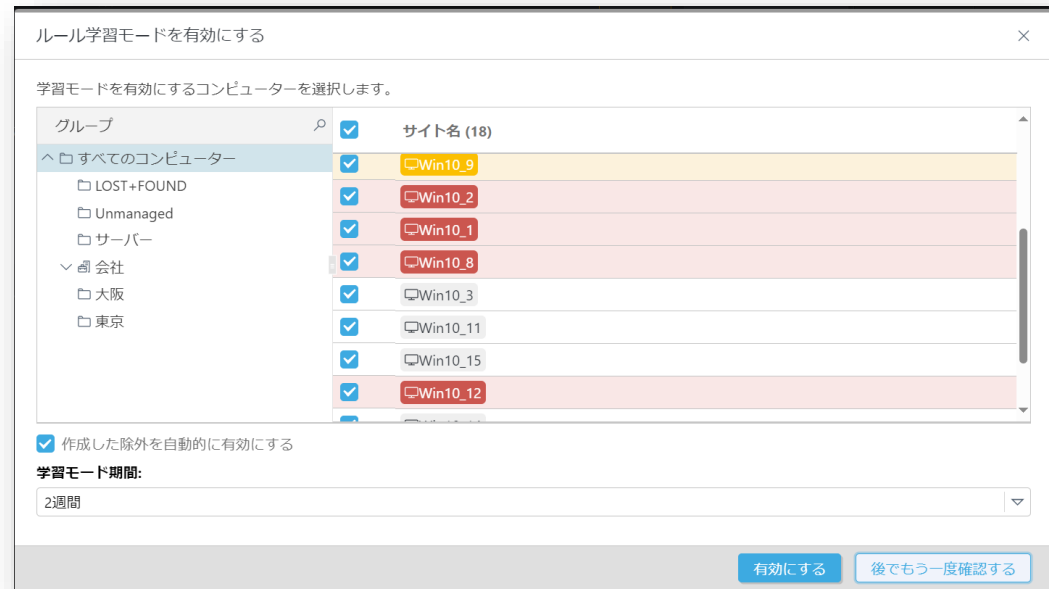 ルール学習モードを有効にする
学習モードを有効にするコンピューターを選択します。
グループ
サイト名 (18)
すべてのコンピューター
LOST+FOUND
Unmanaged
サーバー
会社
大阪
東京
Win10_9
Win10_2
Win10_1
Win10_8
Win10_3
Win10_11
Win10_15
Win10_12
作成した除外を自動的に有効にする
学習モード期間:
2週間
有効にする
後でもう一度確認する